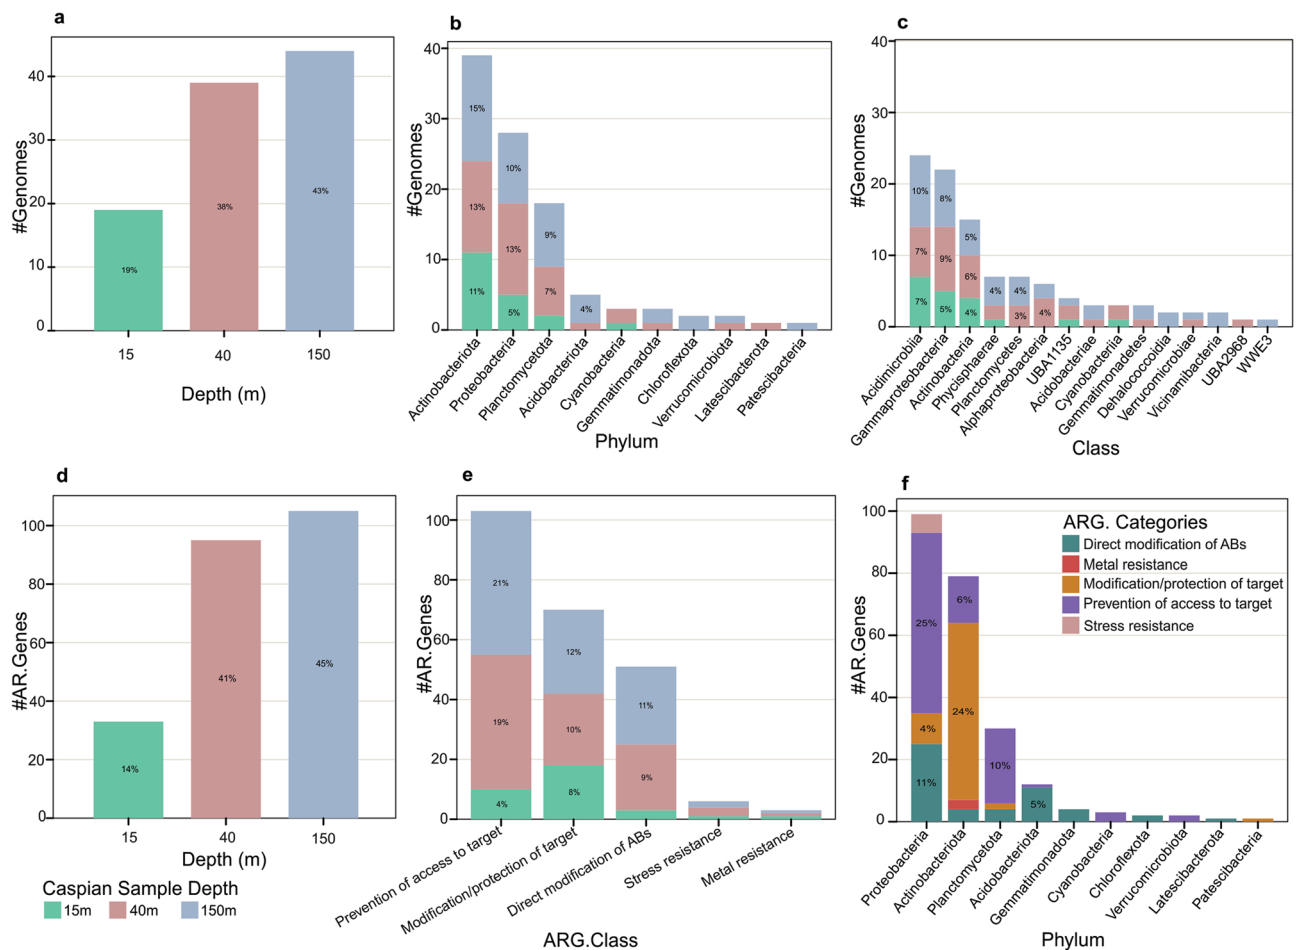 a
#Genomes
40
30
20
10
0
19%
38%
43%
15
40
150
Depth (m)
b
#Genomes
40
30
20
10
0
15%
13%
11%
10%
13%
5%
9%
7%
4%
Actinobacteriota
Proteobacteria
Planctomycetota
Acidobacteriota
Cyanobacteria
Gemmatimonadota
Chloroflexota
Verrucomicrobiota
Latescibacterota
Patescibacteria
Phylum
c
#Genomes
40
30
20
10
0
10%
7%
7%
8%
9%
5%
5%
6%
4%
4%
4%
3%
4%
Acidimicrobiia
Gammaproteobacteria
Actinobacteria
Phycisphaerae
Planctomycetes
Alphaproteobacteria
UBA1135
Acidobacteriae
Cyanobacteriia
Gemmatimonadetes
Dehalococcoidia
Verrucomicrobiae
Vicinamibacteria
UBA2968
WWE3
Class
d
#AR.Genes
100
80
60
40
20
0
14%
41%
45%
15
40
150
Depth (m)
Caspian Sample Depth
15m
40m
150m
e
#AR.Genes
100
80
60
40
20
0
21%
19%
4%
12%
10%
8%
11%
9%
Prevention of access to target
Modification/protection of target
Direct modification of ABs
Stress resistance
Metal resistance
ARG.Class
f
#AR.Genes
100
80
60
40
20
0
25%
4%
11%
6%
24%
10%
5%
ARG. Categories
Direct modification of ABs
Metal resistance
Modification/protection of target
Prevention of access to target
Stress resistance
Proteobacteria
Actinobacteriota
Planctomycetota
Acidobacteriota
Gemmatimonadota
Cyanobacteria
Chloroflexota
Verrucomicrobiota
Latescibacterota
Patescibacteria
Phylum